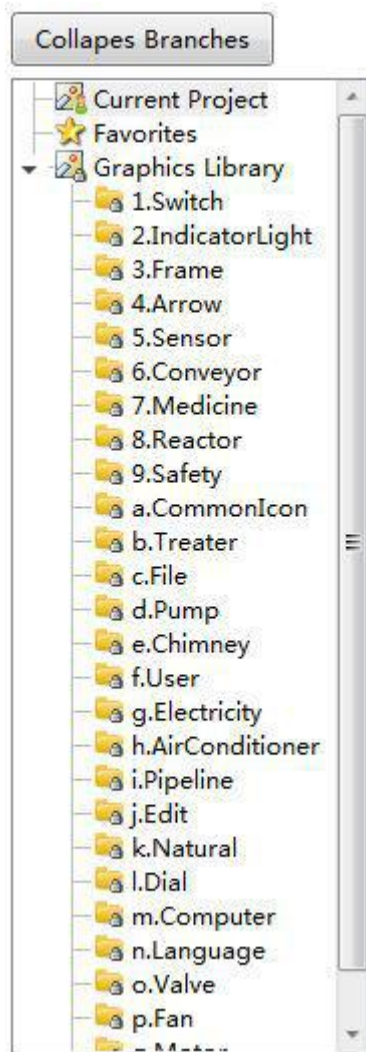 Collapes Branches
Current Project
Favorites
Graphics Library
1.Switch
2.IndicatorLight
3.Frame
4.Arrow
5.Sensor
6.Conveyor
7.Medicine
8.Reactor
9.Safety
a.CommonIcon
b.Treater
c.File
d.Pump
e.Chimney
f.User
g.Electricity
h.AirConditioner
i.Pipeline
j.Edit
k.Natural
l.Dial
m.Computer
n.Language
o.Valve
p.Fan